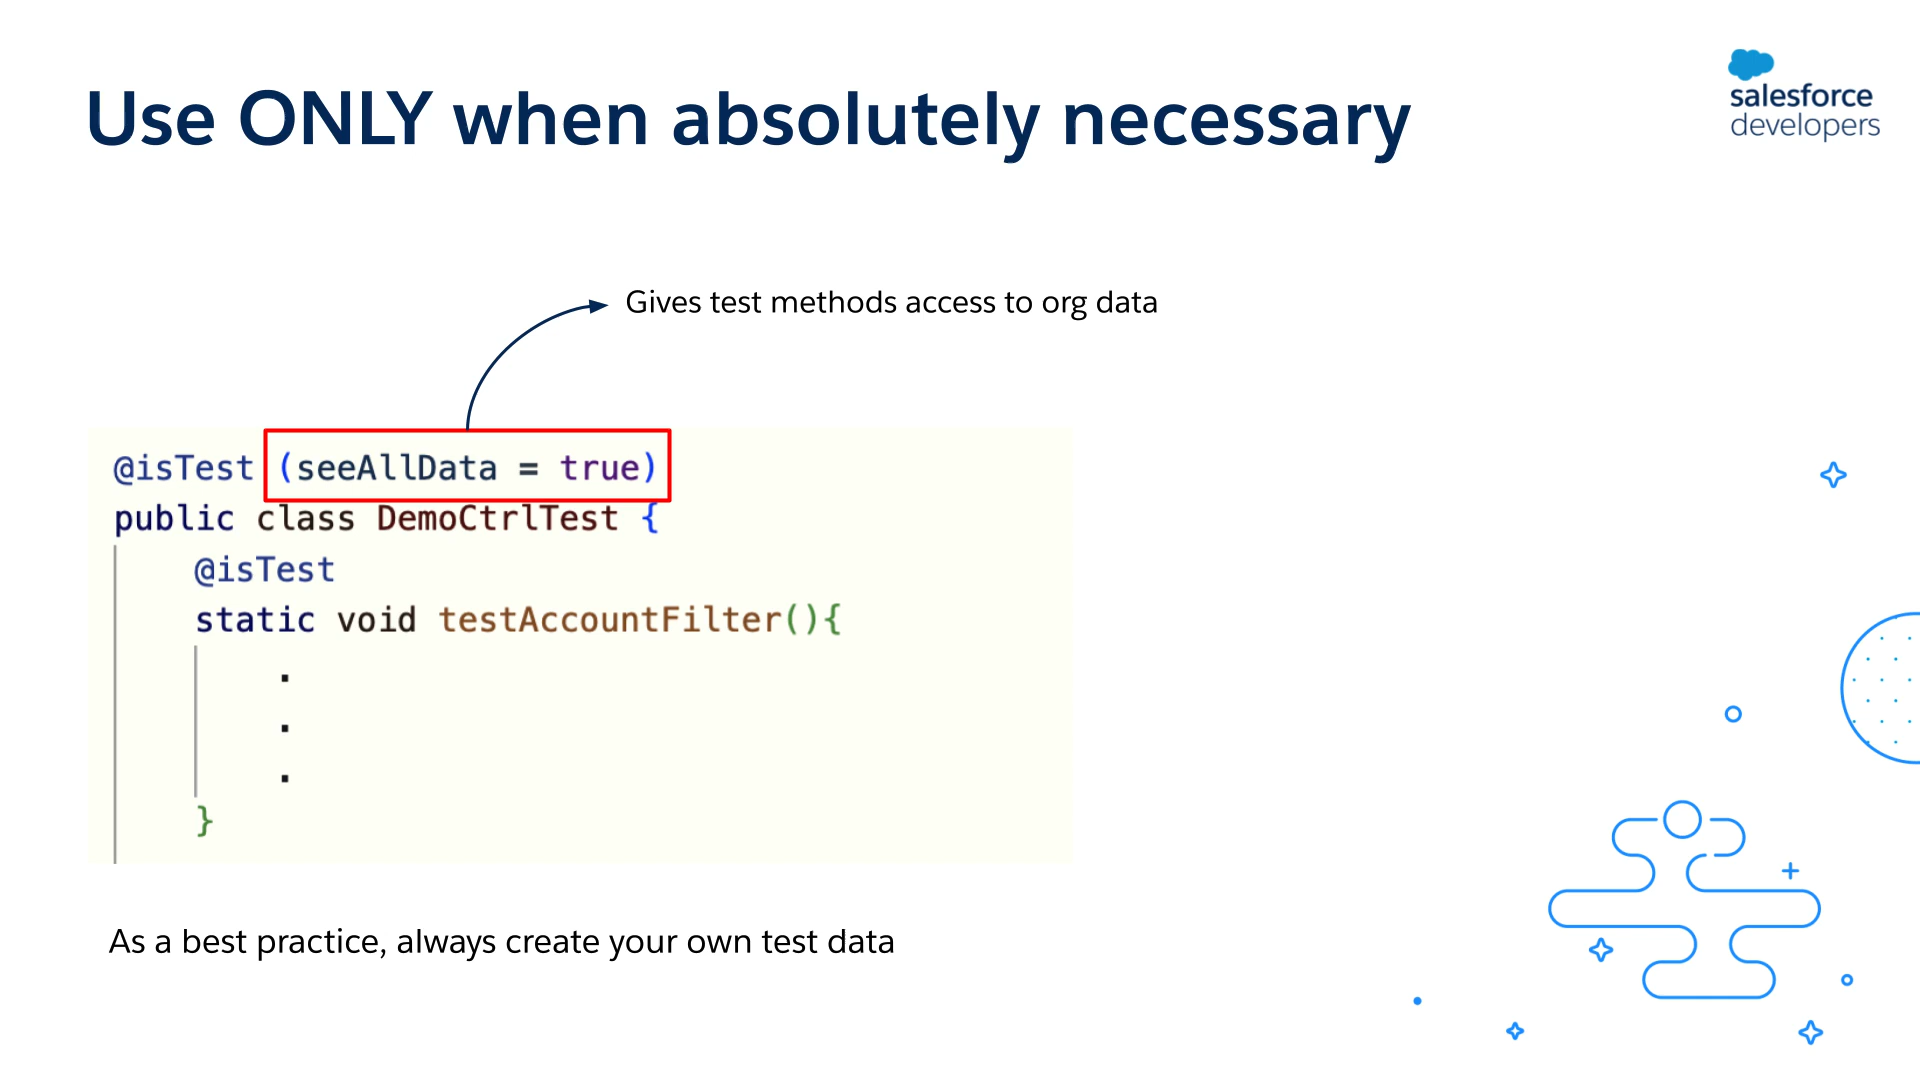 Use ONLY when absolutely necessary
salesforce
developers
Gives test methods access to org data
@isTest (seeAllData = true)
public class DemoCtrlTest {
@isTest
static void testAccountFilter(){
.
.
.
}
As a best practice, always create your own test data